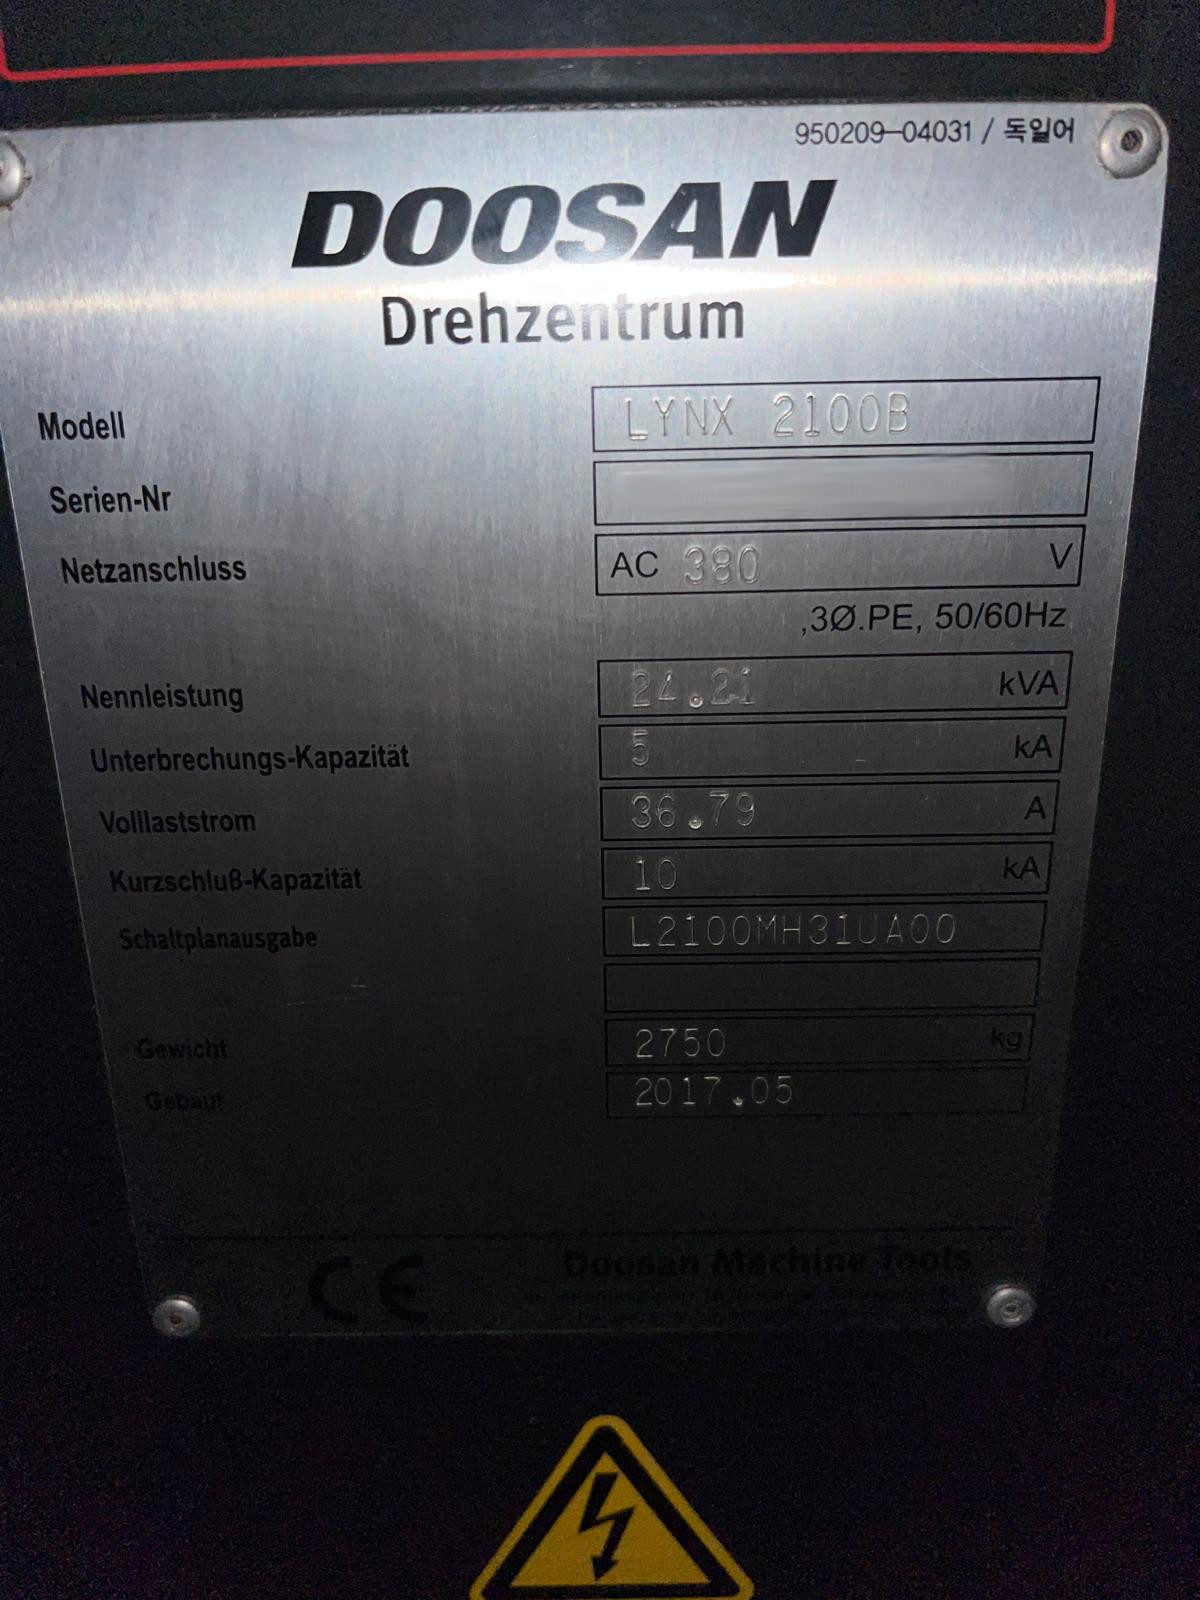 950209-04031 / 독일어
DOOSAN
Drehzentrum
Modell LYNX 2100B
Serien-Nr
Netzanschluss AC 380 V
,3Ø.PE, 50/60Hz
Nennleistung 24.21 kVA
Unterbrechungs-Kapazität 5 kA
Volllaststrom 36.79 A
Kurzschluß-Kapazität 10 kA
Schaltplanausgabe L2100MH31UA00
Gewicht 2750 kg
Gebaut 2017.05
CE Doosan Machine Tools